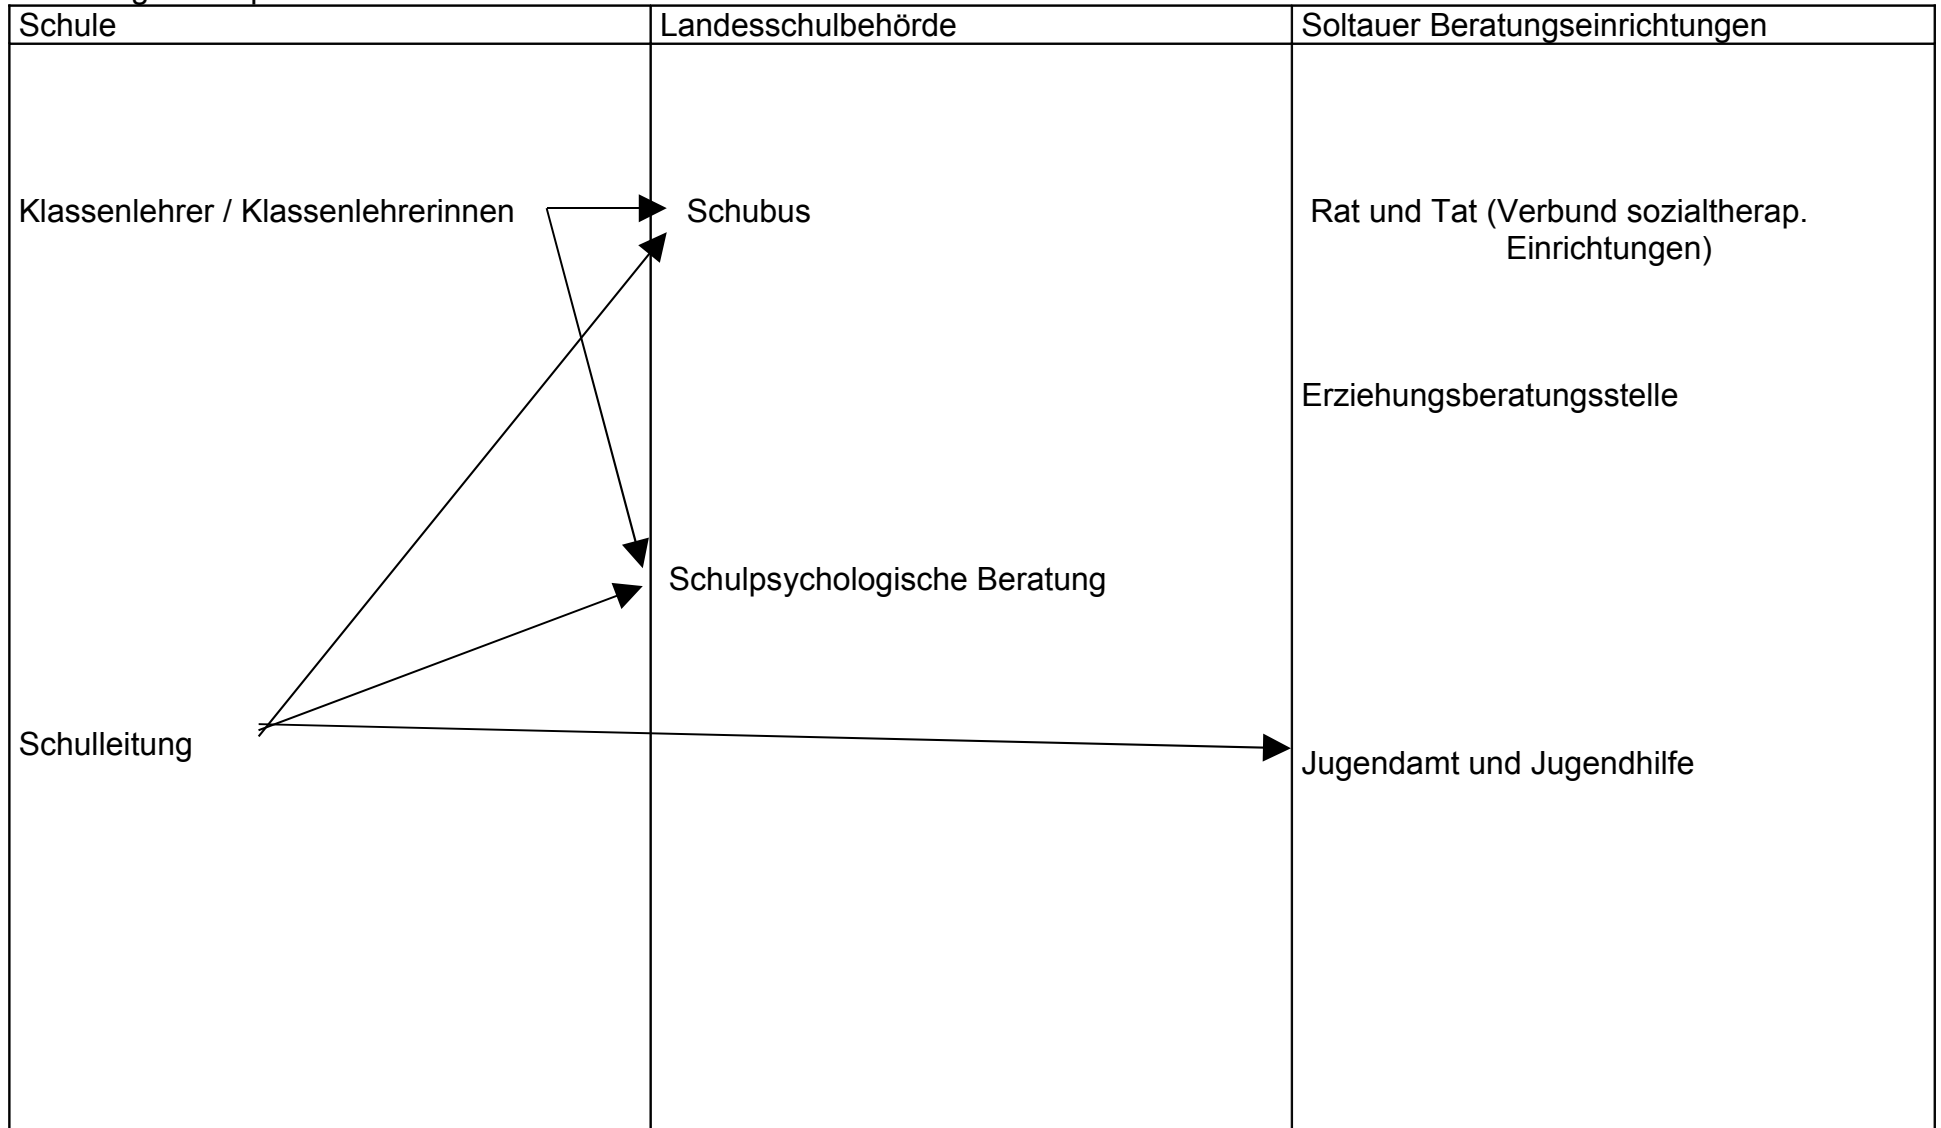 Schule
Landesschulbehörde
Soltauer Beratungseinrichtungen
Klassenlehrer / Klassenlehrerinnen
Schubus
Rat und Tat (Verbund sozialtherap.
Einrichtungen)
Erziehungsberatungsstelle
Schulpsychologische Beratung
Schulleitung
Jugendamt und Jugendhilfe